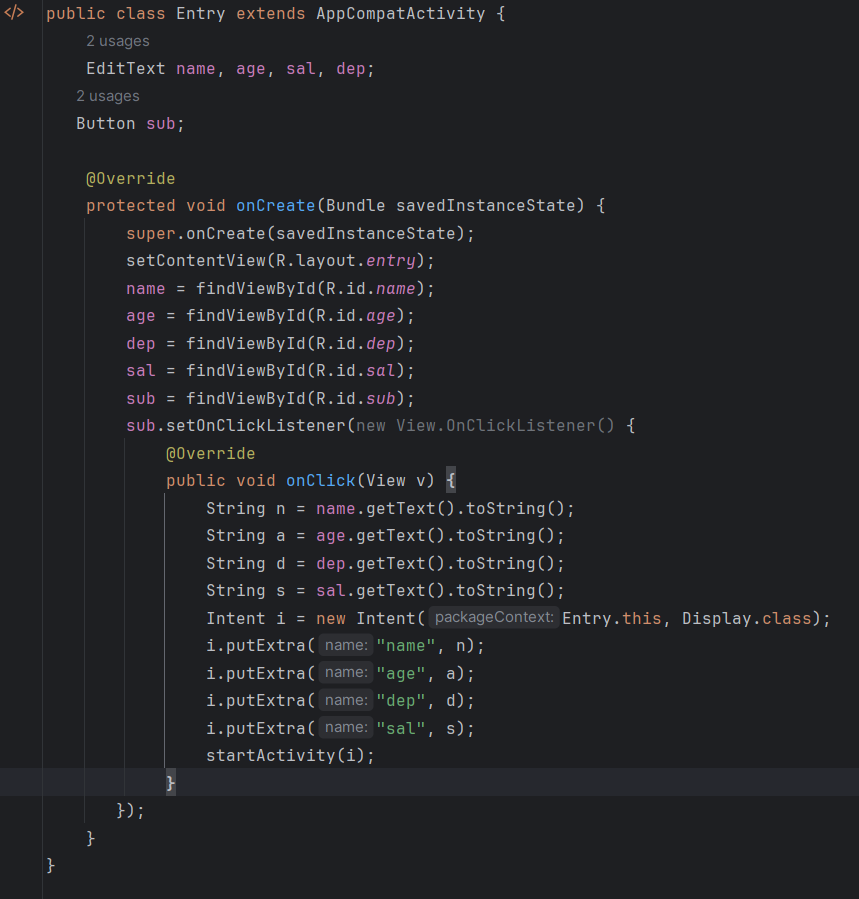 </>
public class Entry extends AppCompatActivity {
2 usages
EditText name, age, sal, dep;
2 usages
Button sub;
@Override
protected void onCreate(Bundle savedInstanceState) {
super.onCreate(savedInstanceState);
setContentView(R.layout.entry);
name = findViewById(R.id.name);
age = findViewById(R.id.age);
dep = findViewById(R.id.dep);
sal = findViewById(R.id.sal);
sub = findViewById(R.id.sub);
sub.setOnClickListener(new View.OnClickListener() {
@Override
public void onClick(View v) {
String n = name.getText().toString();
String a = age.getText().toString();
String d = dep.getText().toString();
String s = sal.getText().toString();
Intent i = new Intent( packageContext: Entry.this, Display.class);
i.putExtra( name: "name", n);
i.putExtra( name: "age", a);
i.putExtra( name: "dep", d);
i.putExtra( name: "sal", s);
startActivity(i);
}
});
}
}